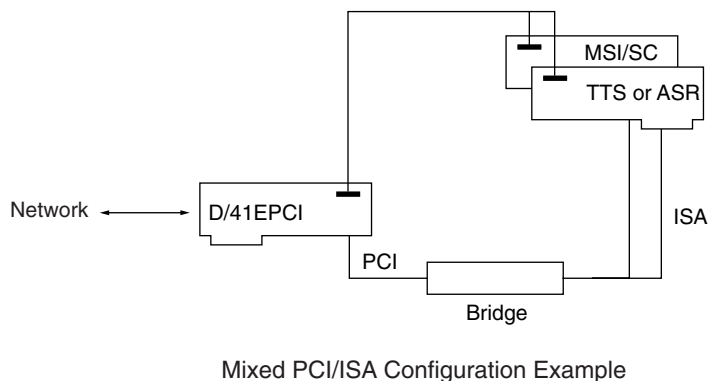 MSI/SC
TTS or ASR
Network
D/41EPCI
ISA
PCI
Bridge
Mixed PCI/ISA Configuration Example